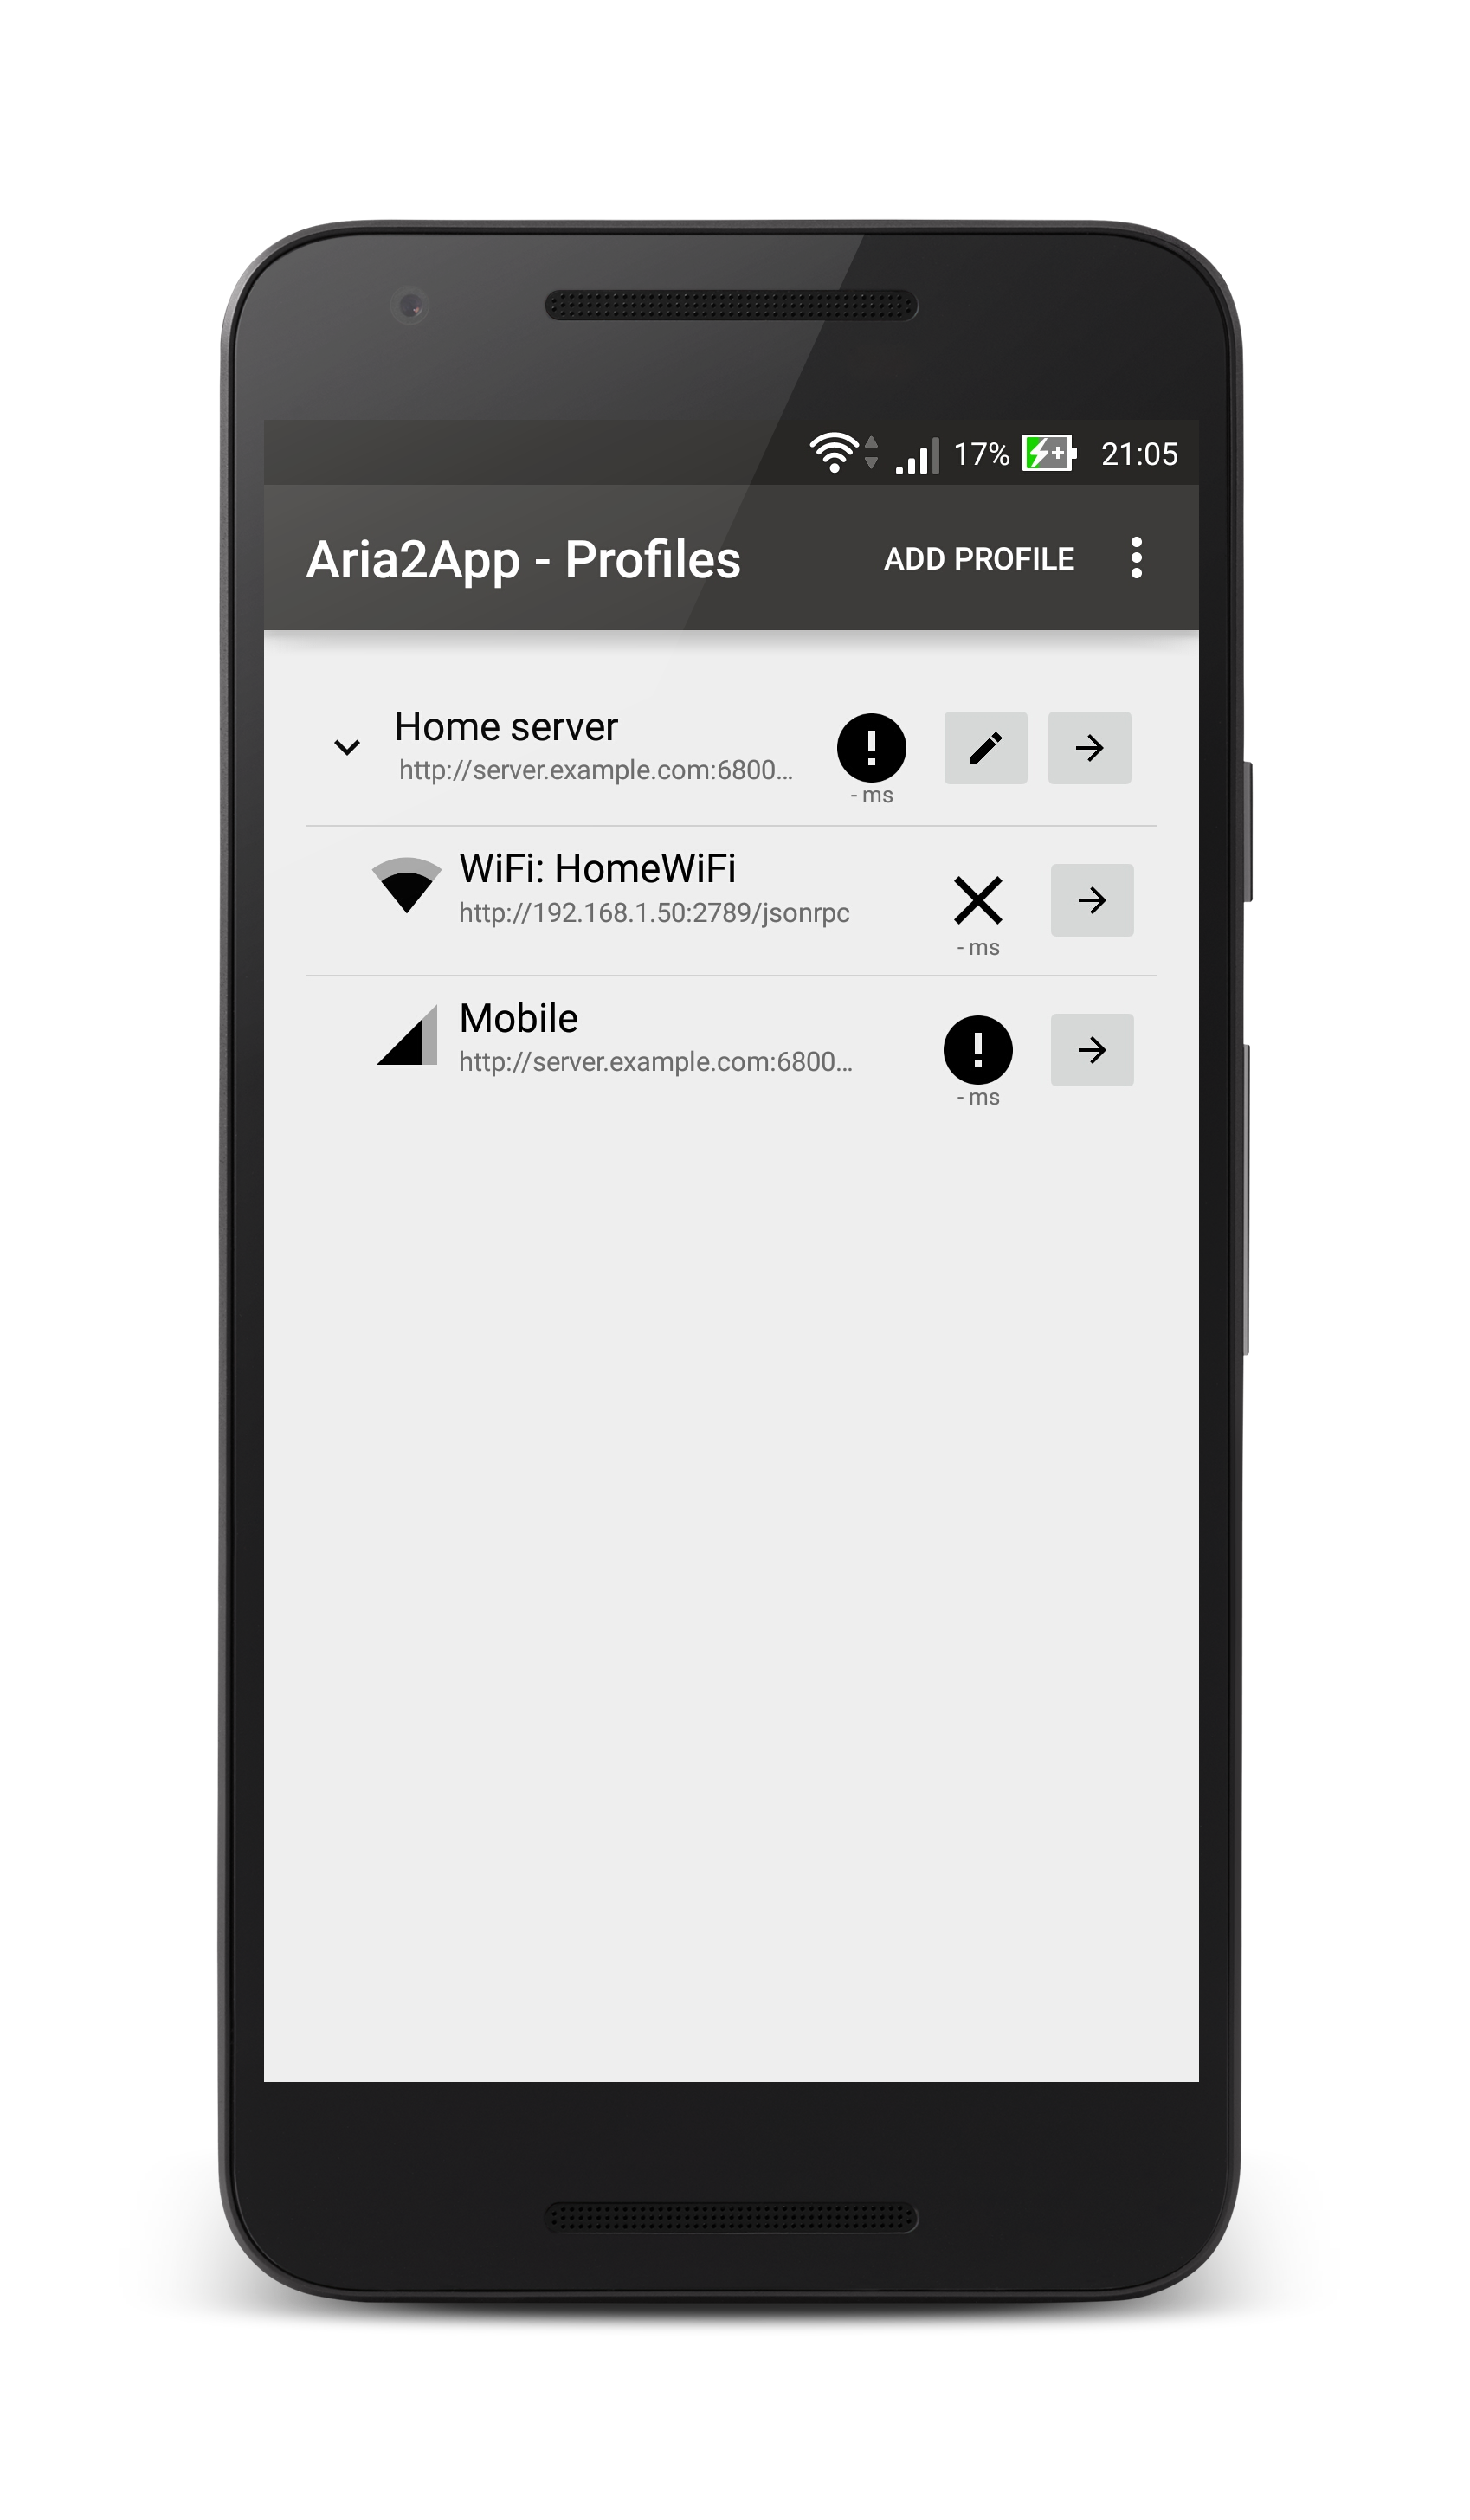 17% 21:05
Aria2App - Profiles ADD PROFILE
Home server
http://server.example.com:6800...
- ms
WiFi: HomeWiFi
http://192.168.1.50:2789/jsonrpc
- ms
Mobile
http://server.example.com:6800...
- ms